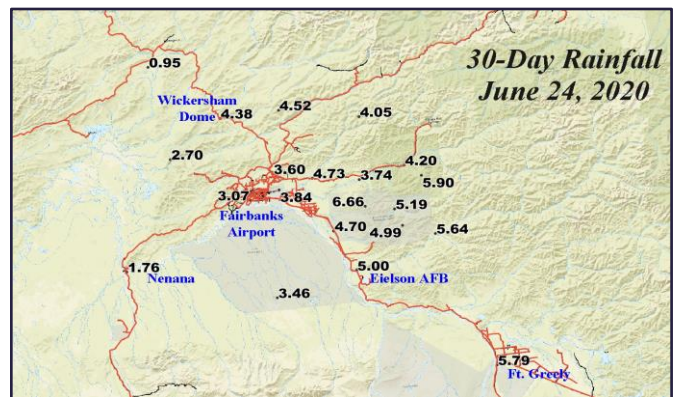 30-Day Rainfall
June 24, 2020
0.95
Wickersham
Dome
4.38
4.52
4.05
2.70
3.60
4.73
3.74
4.20
5.90
3.07
3.84
6.66
5.19
Fairbanks
Airport
4.70
4.99
5.64
1.76
Nenana
5.00
Eielson AFB
3.46
5.79
Ft. Greely